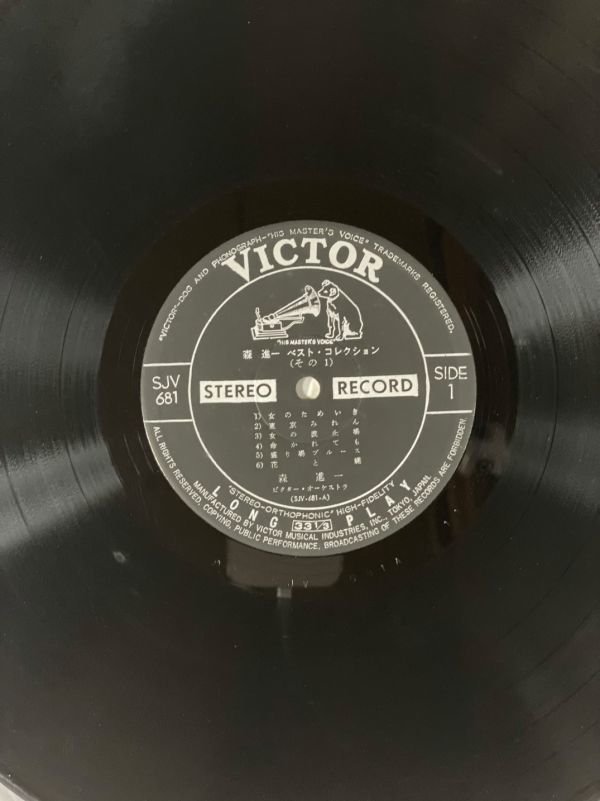 "VICTOR-DOG AND PHONOGRAPH-"HIS MASTER'S VOICE" TRADEMARKS REGISTERED.
VICTOR
"HIS MASTER'S VOICE"
森 進一 ベスト・コレクション
(その1)
SJV
681
STEREO
RECORD
SIDE
1
1) 女のためいき
2) 東京みれん
3) 女の波止場
4) 命かれても
5) 盛り場ブルース
6) 花と蝶
森 進一
ビクター・オーケストラ
(SJV-681-A)
"STEREO-ORTHOPHONIC" HIGH-FIDELITY
LONG 33 1/3 PLAY
MANUFACTURED BY VICTOR MUSICAL INDUSTRIES, INC., TOKYO, JAPAN.
ALL RIGHTS RESERVED, COPYING, PUBLIC PERFORMANCE, BROADCASTING OF THESE RECORDS ARE FORBIDDEN